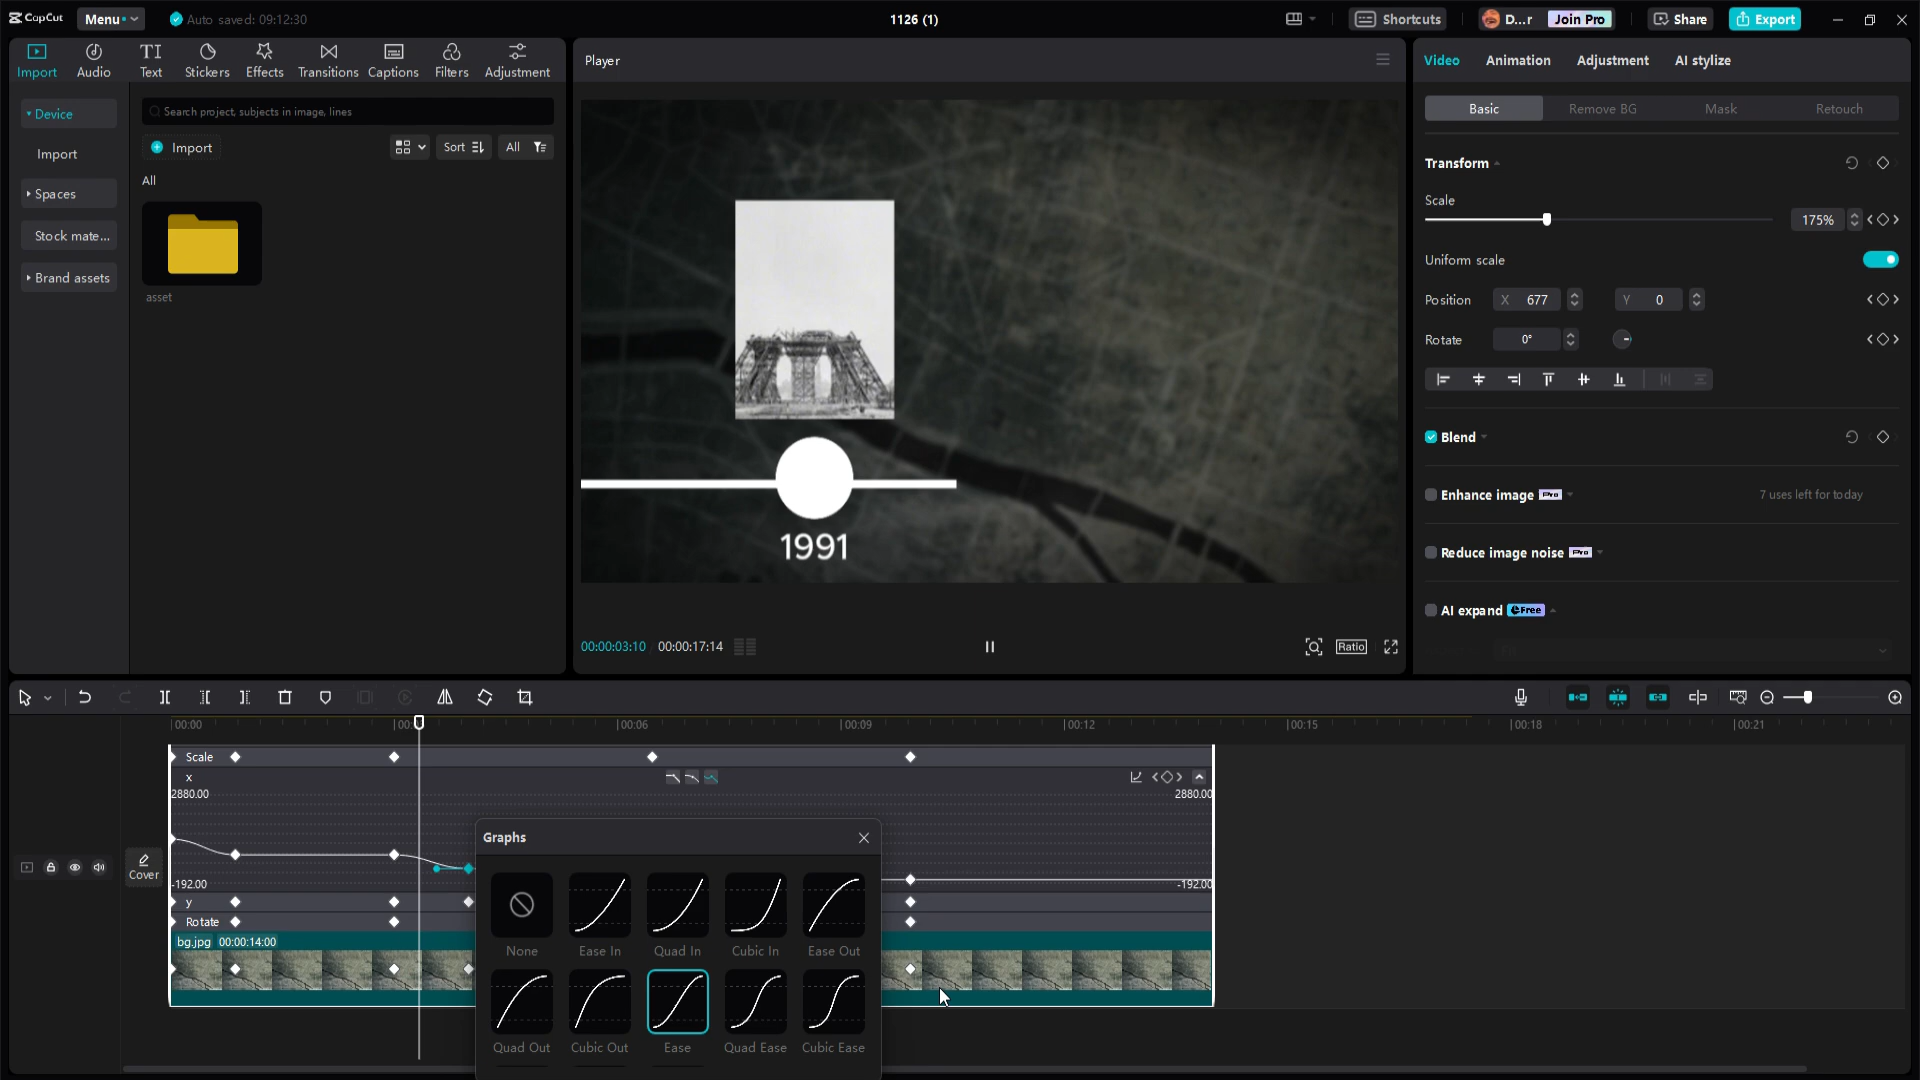 CapCut
Menu
Auto saved: 09:12:30
1126 (1)
Shortcuts
D...r
Join Pro
Share
Export
Import
Audio
TI
Text
Stickers
Effects
Transitions
Captions
Filters
Adjustment
Device
Import
Spaces
Stock mate...
Brand assets
Search project, subjects in image, lines
Import
Sort
All
All
asset
Player
1991
00:00:03:10
00:00:17:14
Ratio
Video
Animation
Adjustment
AI stylize
Basic
Remove BG
Mask
Retouch
Transform
Scale
175%
Uniform scale
Position
X 677
Y 0
Rotate
0°
Blend
Enhance image
Pro
7 uses left for today
Reduce image noise
Pro
AI expand
Free
00:00
00:06
00:09
00:12
00:15
00:18
00:21
Scale
x
2880.00
2880.00
-192.00
-192.00
y
Rotate
Cover
bg.jpg 00:00:14:00
Graphs
None
Ease In
Quad In
Cubic In
Ease Out
Quad Out
Cubic Out
Ease
Quad Ease
Cubic Ease